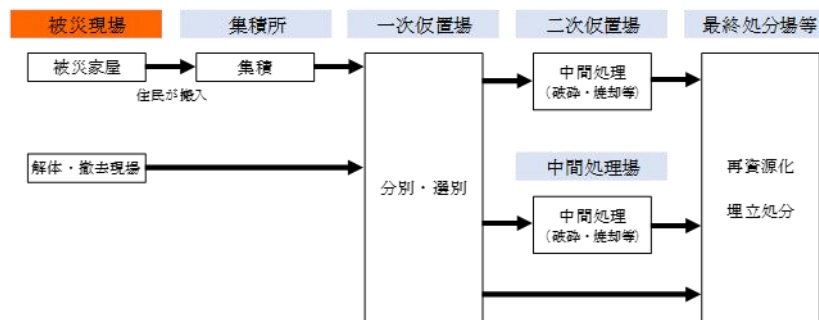 被災現場
集積所
一次仮置場
二次仮置場
最終処分場等
被災家屋
集積
住民が搬入
中間処理
(破砕・焼却等)
解体・撤去現場
分別・選別
中間処理場
中間処理
(破砕・焼却等)
再資源化
埋立処分